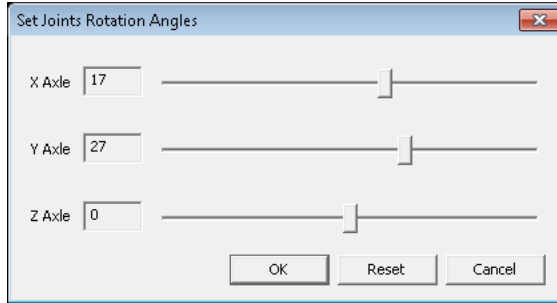 Set Joints Rotation Angles
X Axle 17
Y Axle 27
Z Axle 0
OK Reset Cancel